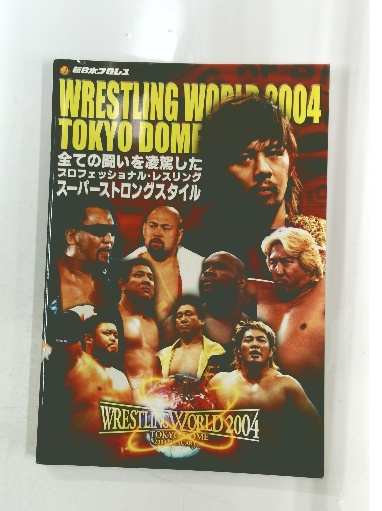 新日本プロレス
WRESTLING WORLD 2004
TOKYO DOME
全ての闘いを凌駕した
プロフェッショナル・レスリング
スーパーストロングスタイル
WRESTLING WORLD 2004
TOKYO DOME